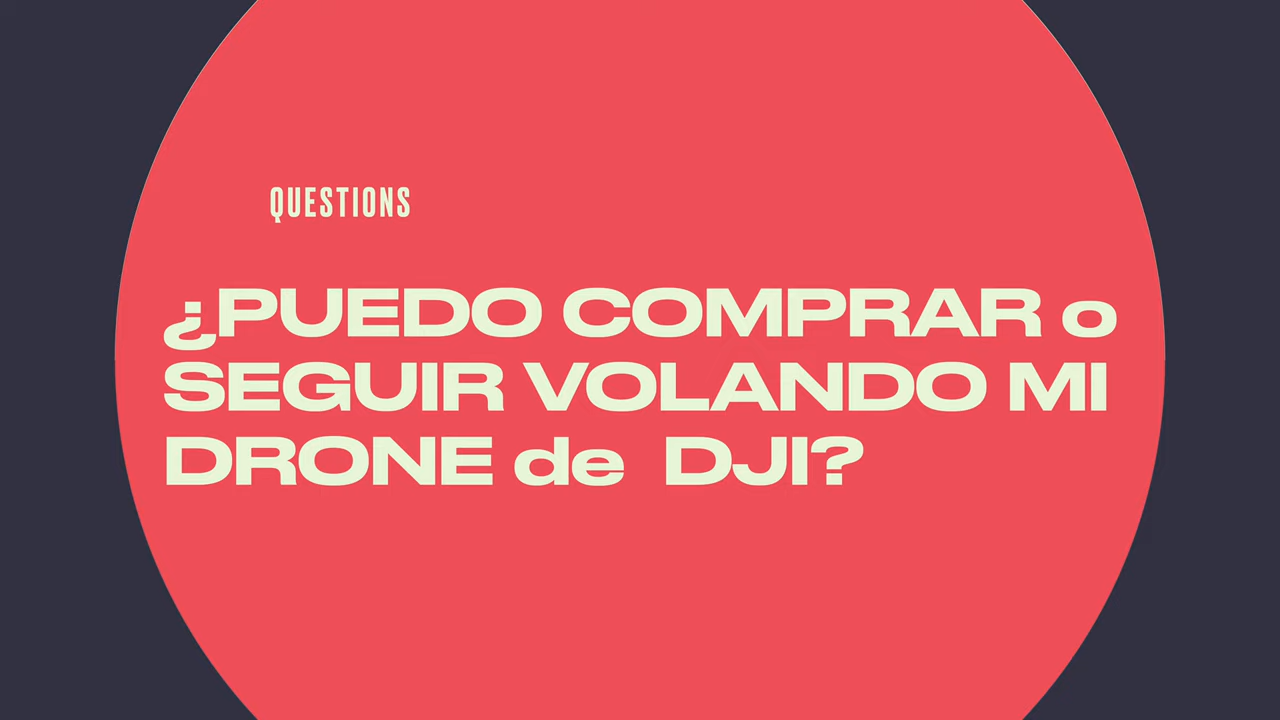 QUESTIONS
¿PUEDO COMPRAR o
SEGUIR VOLANDO MI
DRONE de DJI?